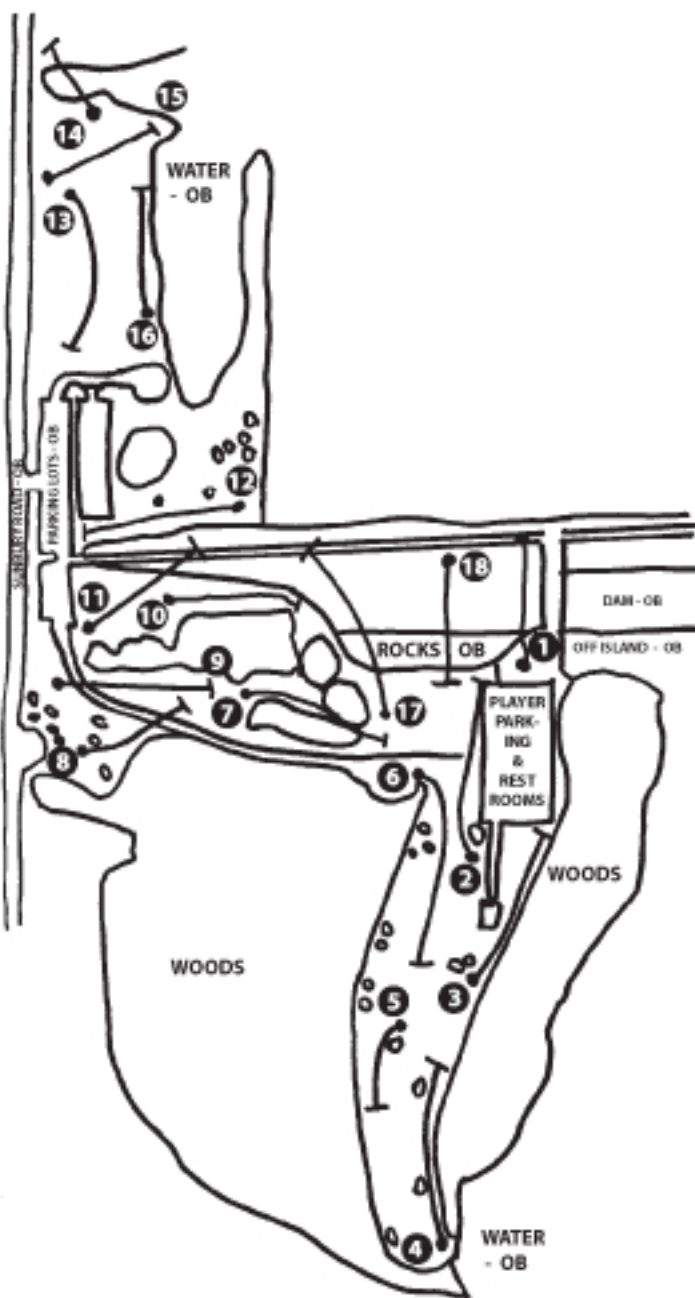 15
14
WATER
- OB
13
16
SUNBURY ROAD - OB
PARKING LOTS - OB
12
18
DAM - OB
11
10
ROCKS OB
1
OFF ISLAND - OB
9
7
17
PLAYER
PARK-
ING
&
REST
ROOMS
8
6
2
WOODS
WOODS
3
5
4
WATER
- OB